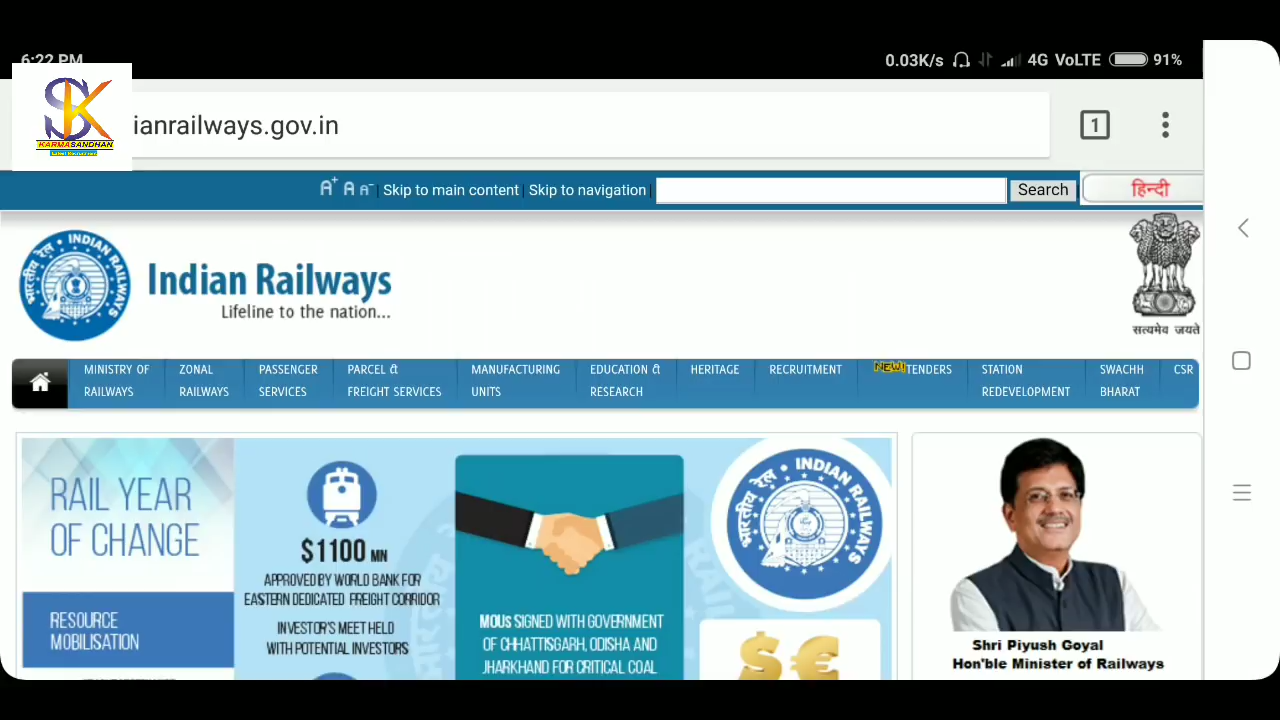 6:22 PM
0.03K/s 4G VoLTE 91%
SK
KARMASANDHAN
ianrailways.gov.in
1
A+ A A- Skip to main content Skip to navigation Search हिन्दी
भारतीय रेल INDIAN RAILWAYS
Indian Railways
Lifeline to the nation...
सत्यमेव जयते
MINISTRY OF RAILWAYS
ZONAL RAILWAYS
PASSENGER SERVICES
PARCEL & FREIGHT SERVICES
MANUFACTURING UNITS
EDUCATION & RESEARCH
HERITAGE
RECRUITMENT
NEW! TENDERS
STATION REDEVELOPMENT
SWACHH BHARAT
CSR
RAIL YEAR
OF CHANGE
RESOURCE
MOBILISATION
$1100 MN
APPROVED BY WORLD BANK FOR
EASTERN DEDICATED FREIGHT CORRIDOR
INVESTOR'S MEET HELD
WITH POTENTIAL INVESTORS
MOUs SIGNED WITH GOVERNMENT
OF CHHATTISGARH, ODISHA AND
JHARKHAND FOR CRITICAL COAL
भारतीय रेल INDIAN RAILWAYS
$ €
Shri Piyush Goyal
Hon'ble Minister of Railways